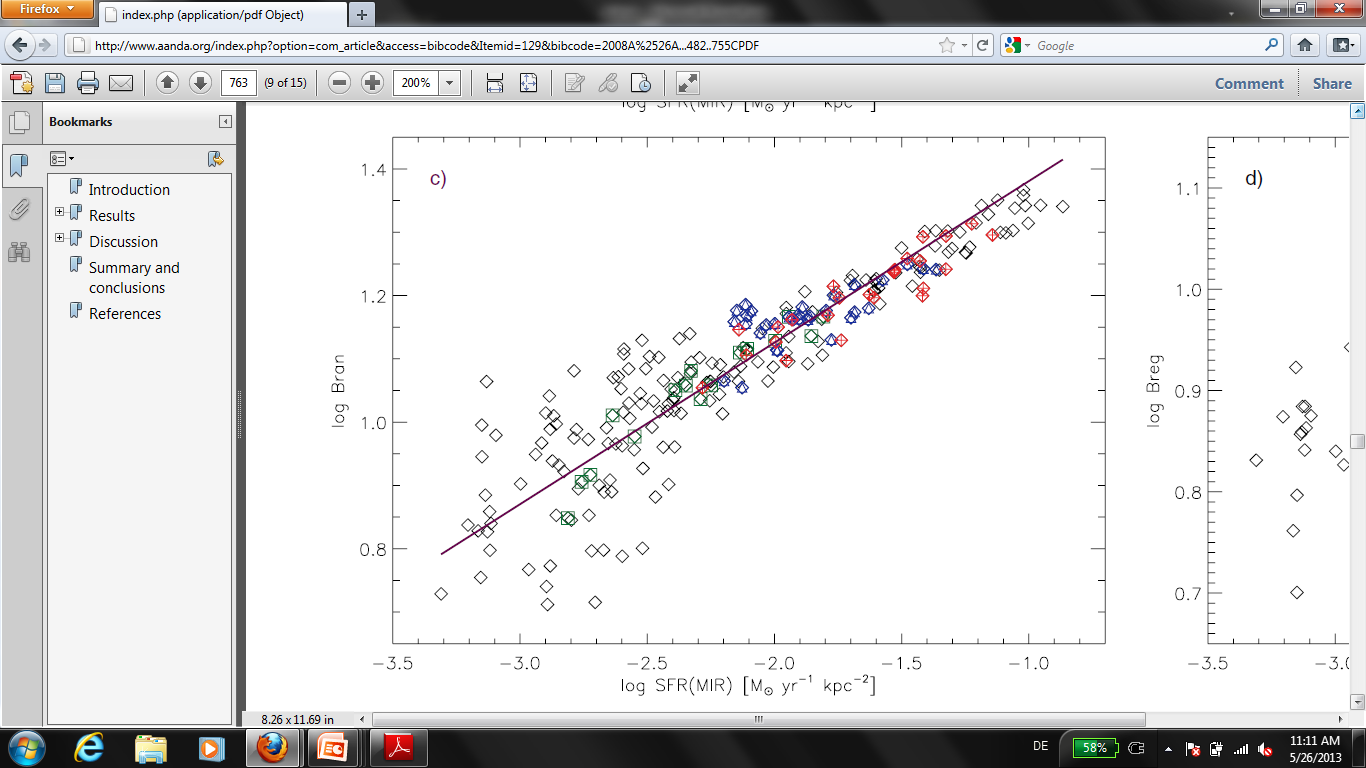 Firefox
index.php (application/pdf Object)
http://www.aanda.org/index.php?option=com_article&access=bibcode&Itemid=129&bibcode=2008A%2526A...482..755CPDF
Google
763 (9 of 15)
200%
Comment
Share
Bookmarks
Introduction
Results
Discussion
Summary and
conclusions
References
log SFR(MIR) [M⊙ yr kpc ]
c)
1.4
1.2
1.0
0.8
log Bran
−3.5 −3.0 −2.5 −2.0 −1.5 −1.0
log SFR(MIR) [M⊙ yr⁻¹ kpc⁻²]
d)
1.1
1.0
0.9
0.8
0.7
log Breg
−3.5
8.26 x 11.69 in
DE
58%
11:11 AM
5/26/2013